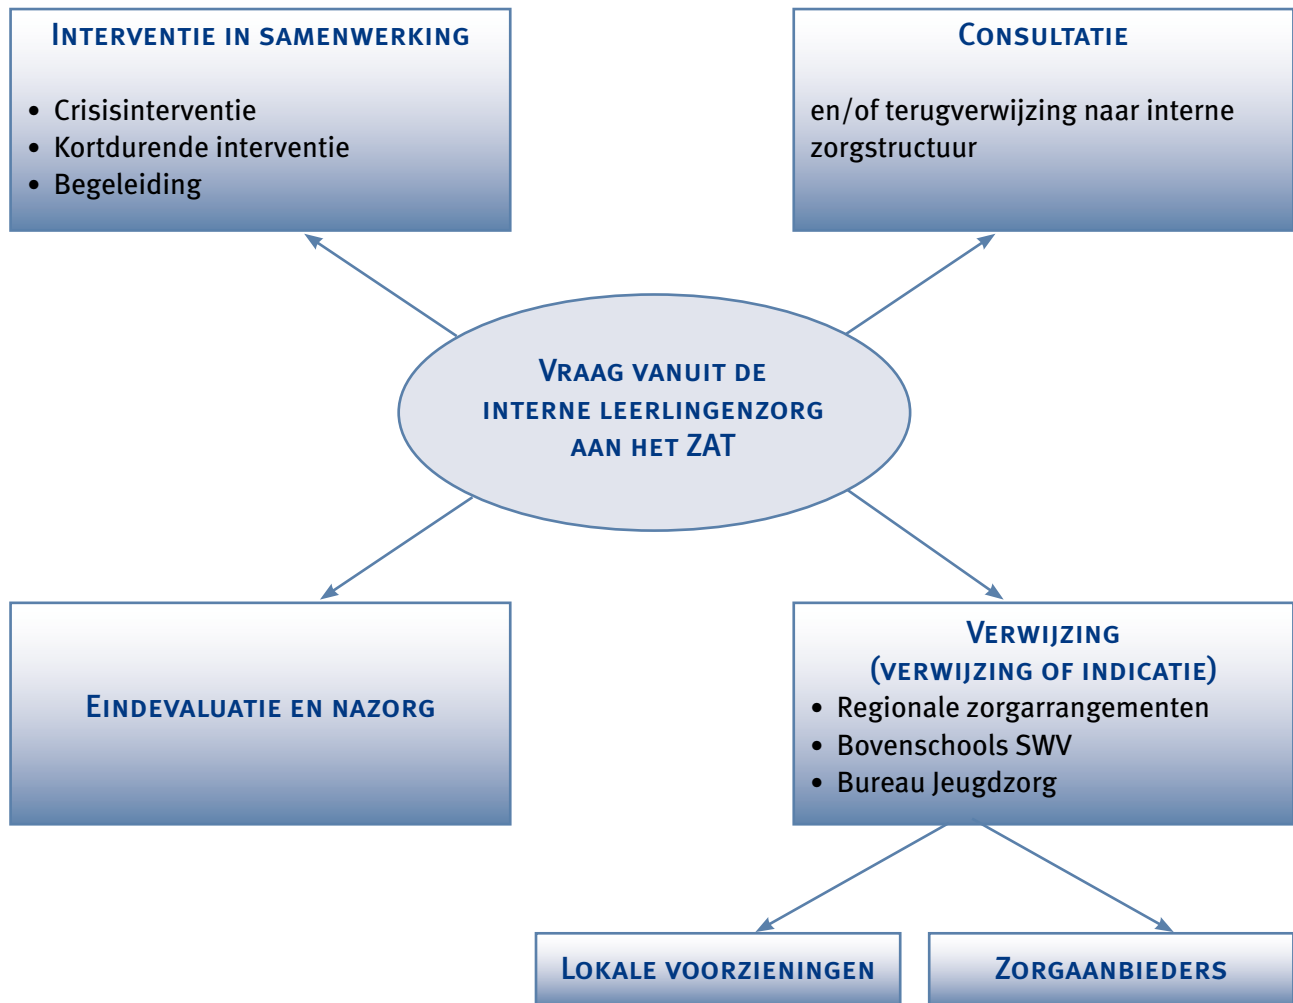 INTERVENTIE IN SAMENWERKING
• Crisisinterventie
• Kortdurende interventie
• Begeleiding
CONSULTATIE
en/of terugverwijzing naar interne
zorgstructuur
VRAAG VANUIT DE
INTERNE LEERLINGENZORG
AAN HET ZAT
EINDEVALUATIE EN NAZORG
VERWIJZING
(VERWIJZING OF INDICATIE)
• Regionale zorgarrangementen
• Bovenschools SWV
• Bureau Jeugdzorg
LOKALE VOORZIENINGEN
ZORGAANBIEDERS